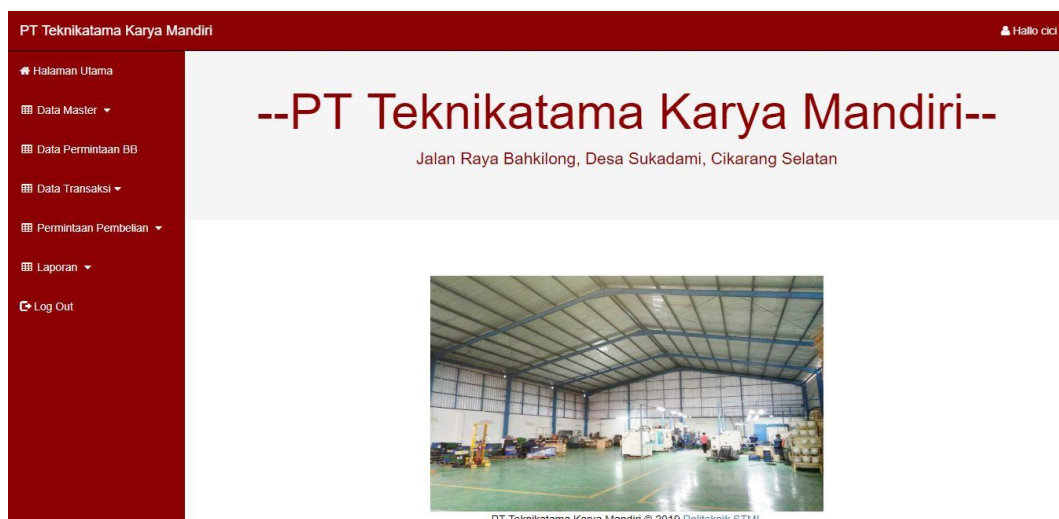 PT Teknikatama Karya Mandiri
Hallo cici
Halaman Utama
Data Master
Data Permintaan BB
Data Transaksi
Permintaan Pembelian
Laporan
Log Out
--PT Teknikatama Karya Mandiri--
Jalan Raya Bahkilong, Desa Sukadami, Cikarang Selatan
PT Teknikatama Karya Mandiri © 2019 Politeknik STMI